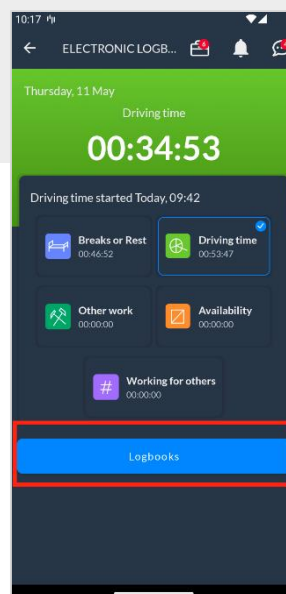 10:17
ELECTRONIC LOGB...
Thursday, 11 May
Driving time
00:34:53
Driving time started Today, 09:42
Breaks or Rest
00:46:52
Driving time
00:53:47
Other work
00:00:00
Availability
00:00:00
#
Working for others
00:00:00
Logbooks